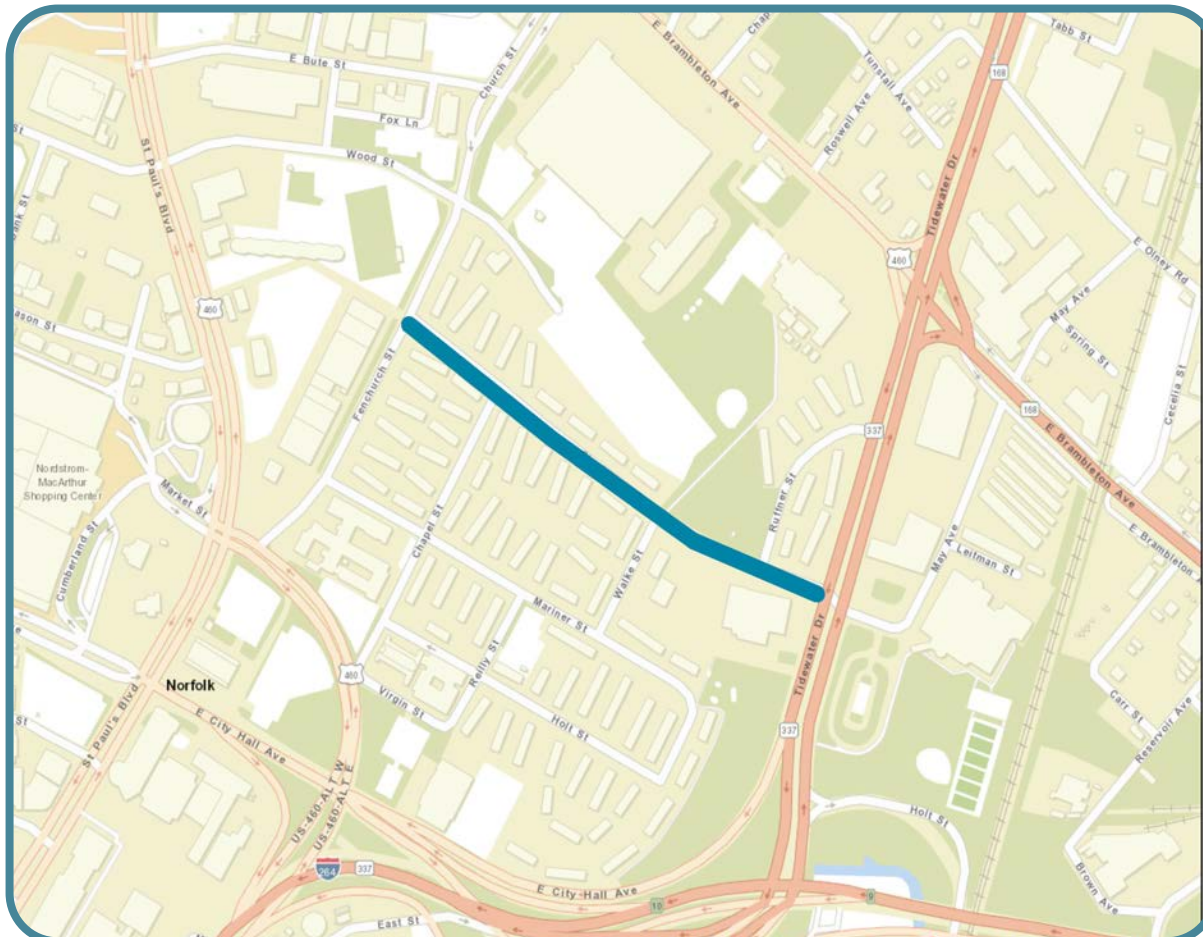 E Brambleton Ave
Chap
Tabb St
Tunstall Ave
168
E Bute St
Church St
Roswell Ave
Fox Ln
St
St Paul's Blvd
Wood St
Tidewater Dr
ank St
460
E Olney Rd
May Ave
460
ason St
Spring St
Fenchurch St
Cecelia St
168
337
E Brambleton Ave
Nordstrom-
MacArthur
Shopping Center
Market St
Ruffner St
Chapel St
May Ave
E Brambleton
Leitman St
Cumberland St
Walke St
Mariner St
Reilly St
Tidewater Dr
460
Norfolk
Virgin St
Carr St
Reservoir Ave
St
St Paul's Blvd
E City Hall Ave
Holt St
337
US-460-ALT W
US-460-ALT E
Holt St
264
337
E City Hall Ave
Brown Ave
10
9
East St